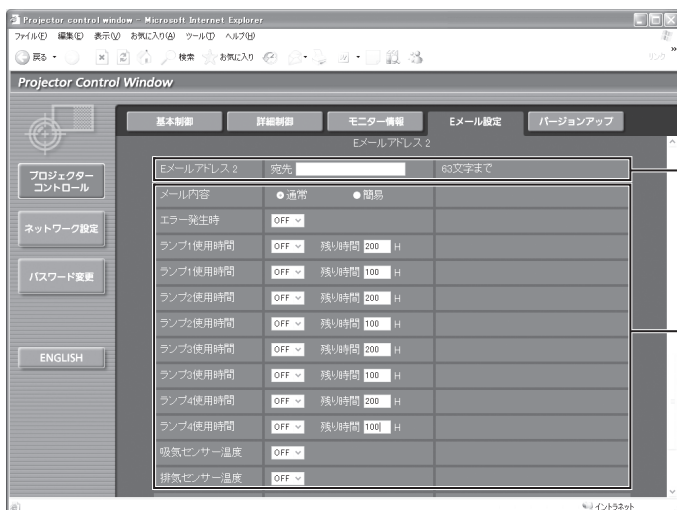 Projector control window - Microsoft Internet Explorer
ファイル(F) 編集(E) 表示(V) お気に入り(A) ツール(T) ヘルプ(H)
戻る 検索 お気に入り リンク »
Projector Control Window
基本制御 詳細制御 モニター情報 Eメール設定 バージョンアップ
Eメールアドレス 2
プロジェクター
コントロール
ネットワーク設定
パスワード変更
ENGLISH
Eメールアドレス 2 宛先 63文字まで
メール内容 通常 簡易
エラー発生時 OFF
ランプ1使用時間 OFF 残り時間 200 H
ランプ1使用時間 OFF 残り時間 100 H
ランプ2使用時間 OFF 残り時間 200 H
ランプ2使用時間 OFF 残り時間 100 H
ランプ3使用時間 OFF 残り時間 200 H
ランプ3使用時間 OFF 残り時間 100 H
ランプ4使用時間 OFF 残り時間 200 H
ランプ4使用時間 OFF 残り時間 100 H
吸気センサー温度 OFF
排気センサー温度 OFF
イントラネット